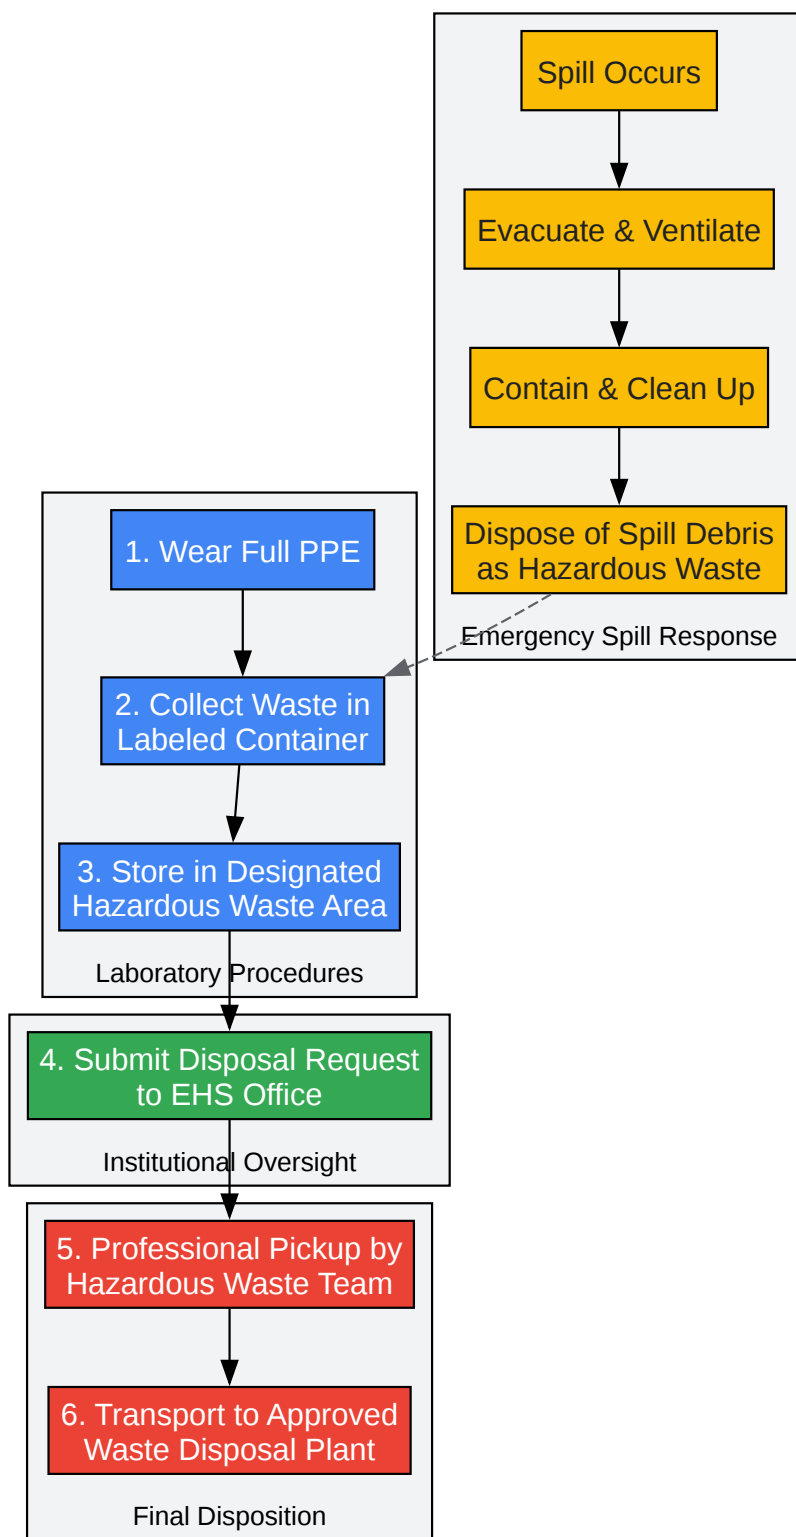 Spill Occurs
Evacuate & Ventilate
Contain & Clean Up
Dispose of Spill Debris
as Hazardous Waste
Emergency Spill Response
1. Wear Full PPE
2. Collect Waste in
Labeled Container
3. Store in Designated
Hazardous Waste Area
Laboratory Procedures
4. Submit Disposal Request
to EHS Office
Institutional Oversight
5. Professional Pickup by
Hazardous Waste Team
6. Transport to Approved
Waste Disposal Plant
Final Disposition